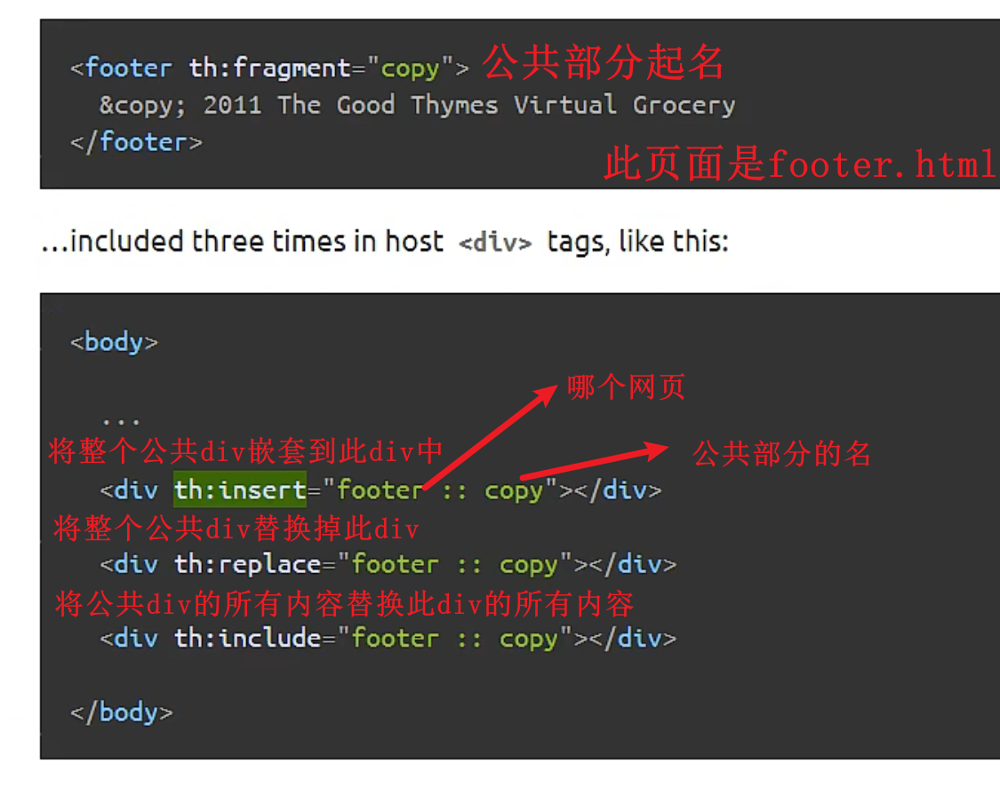 <footer th:fragment="copy"> 公共部分起名
&copy; 2011 The Good Thymes Virtual Grocery
</footer>
此页面是footer.html
…included three times in host <div> tags, like this:
<body>
哪个网页
...
将整个公共div嵌套到此div中
公共部分的名
<div th:insert="footer :: copy"></div>
将整个公共div替换掉此div
<div th:replace="footer :: copy"></div>
将公共div的所有内容替换此div的所有内容
<div th:include="footer :: copy"></div>
</body>